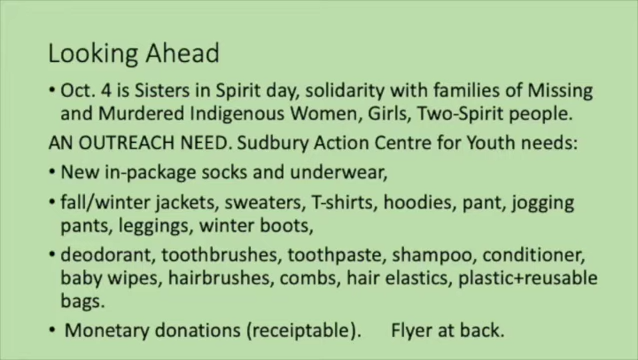 Looking Ahead
• Oct. 4 is Sisters in Spirit day, solidarity with families of Missing
and Murdered Indigenous Women, Girls, Two-Spirit people.
AN OUTREACH NEED. Sudbury Action Centre for Youth needs:
• New in-package socks and underwear,
• fall/winter jackets, sweaters, T-shirts, hoodies, pant, jogging
pants, leggings, winter boots,
• deodorant, toothbrushes, toothpaste, shampoo, conditioner,
baby wipes, hairbrushes, combs, hair elastics, plastic+reusable
bags.
• Monetary donations (receiptable). Flyer at back.